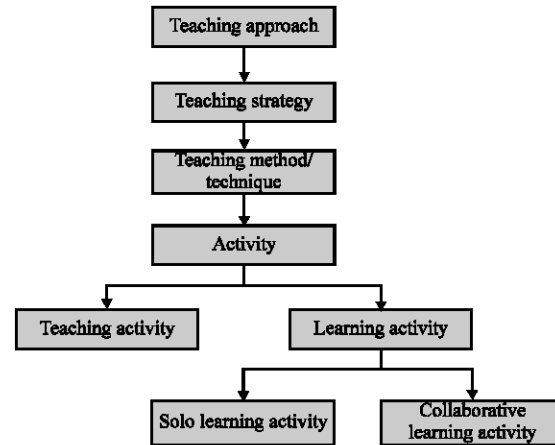 Teaching approach
Teaching strategy
Teaching method/
technique
Activity
Teaching activity
Learning activity
Solo learning activity
Collaborative
learning activity